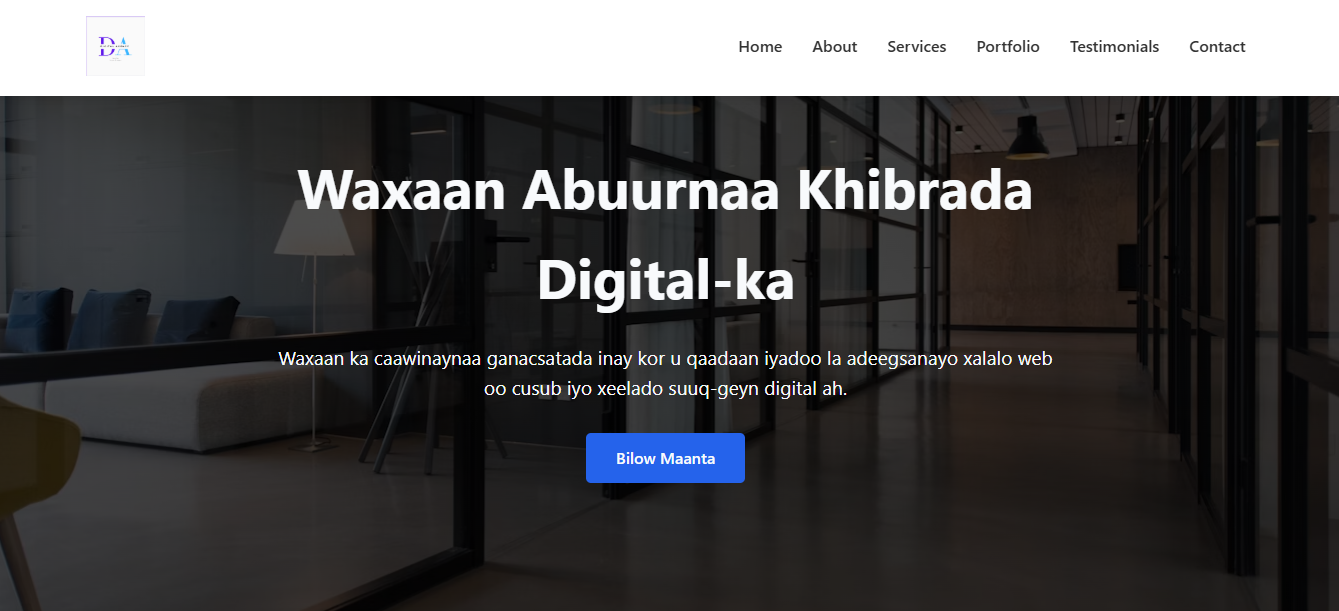 DA
Home About Services Portfolio Testimonials Contact
Waxaan Abuurnaa Khibrada
Digital-ka
Waxaan ka caawinaynaa ganacsatada inay kor u qaadaan iyadoo la adeegsanayo xalalo web
oo cusub iyo xeelado suuq-geyn digital ah.
Bilow Maanta